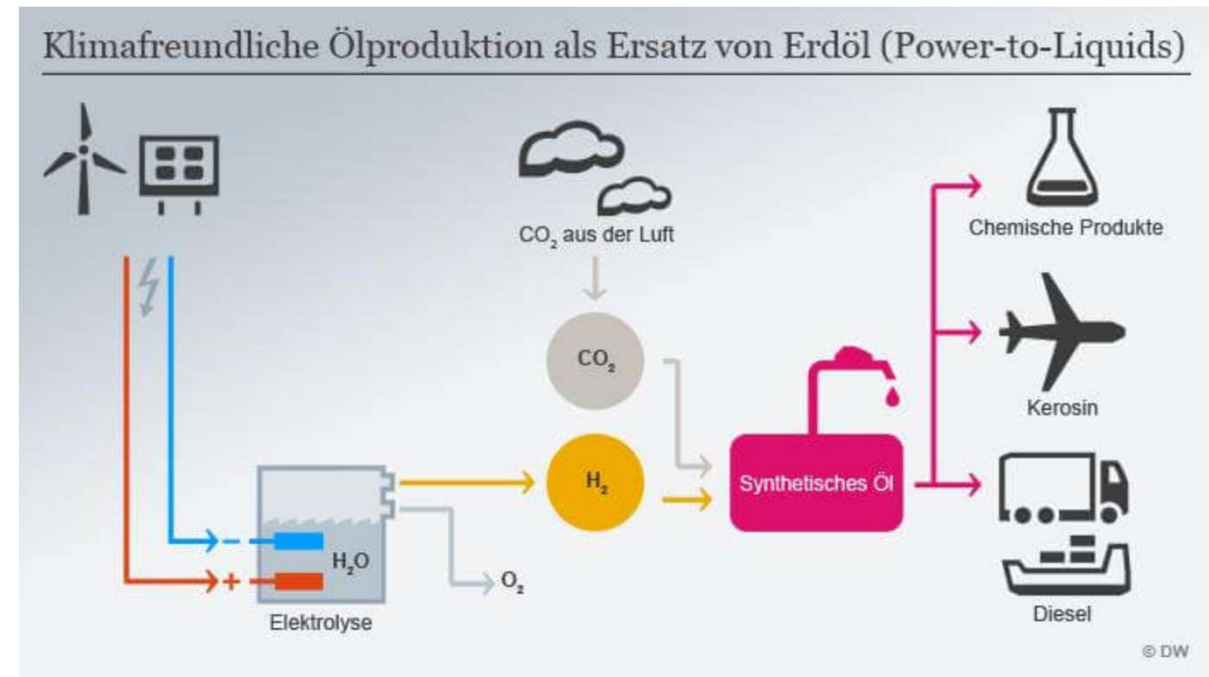 Klimafreundliche Ölproduktion als Ersatz von Erdöl (Power-to-Liquids)
CO₂ aus der Luft
Chemische Produkte
CO₂
Kerosin
H₂
Synthetisches Öl
H₂O
O₂
Elektrolyse
Diesel
© DW